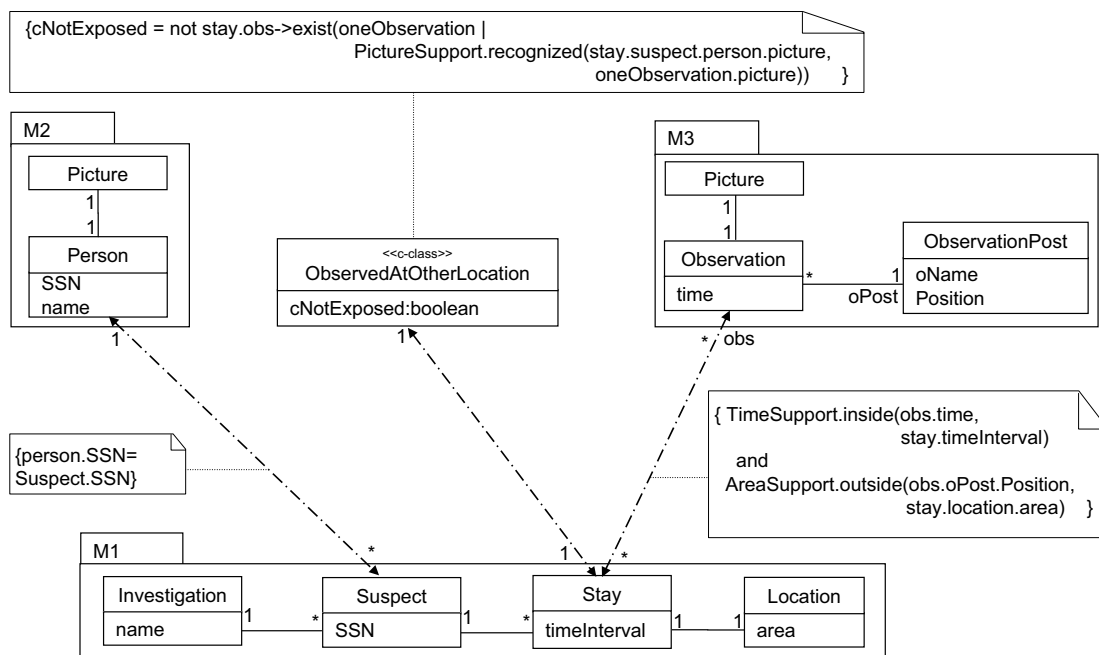 {cNotExposed = not stay.obs->exist(oneObservation |
PictureSupport.recognized(stay.suspect.person.picture,
oneObservation.picture)) }
M2
Picture
1
1
Person
SSN
name
1
<<c-class>>
ObservedAtOtherLocation
cNotExposed:boolean
1
M3
Picture
1
1
Observation
time
*
1
oPost
ObservationPost
oName
Position
* obs
{person.SSN=
Suspect.SSN}
{ TimeSupport.inside(obs.time,
stay.timeInterval)
and
AreaSupport.outside(obs.oPost.Position,
stay.location.area) }
M1
*
1
*
Investigation
name
1
*
Suspect
SSN
1
*
Stay
timeInterval
1
1
Location
area